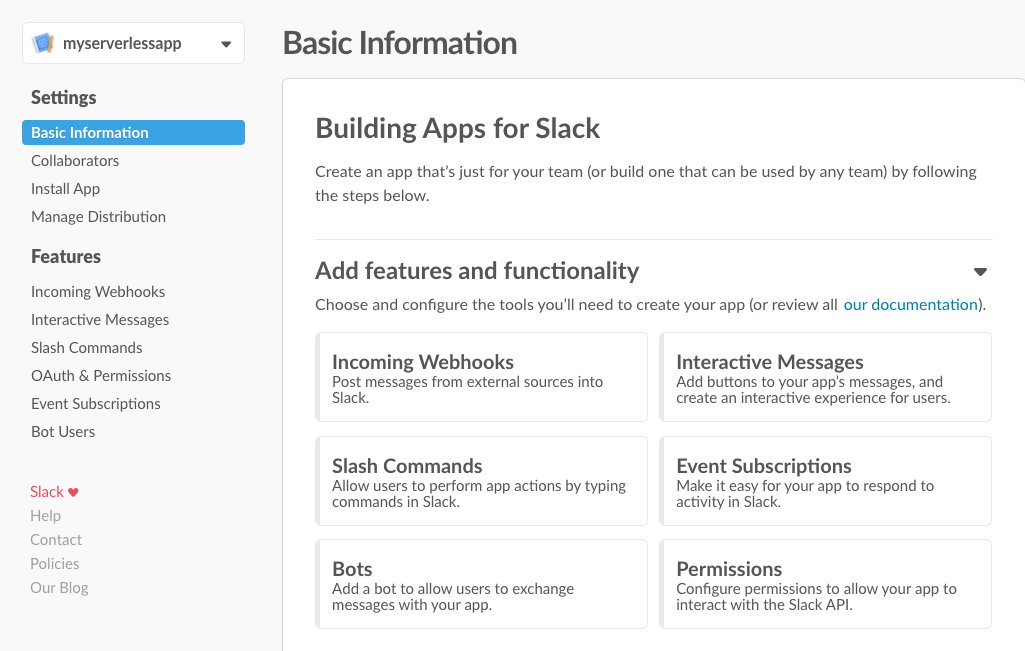 myserverlessapp
Settings
Basic Information
Collaborators
Install App
Manage Distribution
Features
Incoming Webhooks
Interactive Messages
Slash Commands
OAuth & Permissions
Event Subscriptions
Bot Users
Slack ♥
Help
Contact
Policies
Our Blog
Basic Information
Building Apps for Slack
Create an app that’s just for your team (or build one that can be used by any team) by following
the steps below.
Add features and functionality
Choose and configure the tools you’ll need to create your app (or review all our documentation).
Incoming Webhooks
Post messages from external sources into
Slack.
Interactive Messages
Add buttons to your app’s messages, and
create an interactive experience for users.
Slash Commands
Allow users to perform app actions by typing
commands in Slack.
Event Subscriptions
Make it easy for your app to respond to
activity in Slack.
Bots
Add a bot to allow users to exchange
messages with your app.
Permissions
Configure permissions to allow your app to
interact with the Slack API.